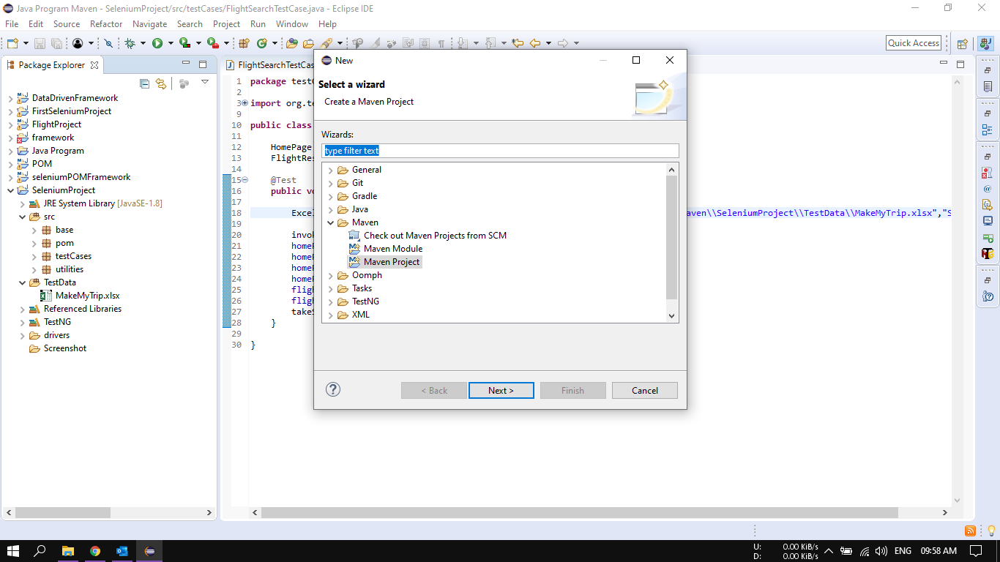 Java Program Maven - SeleniumProject/src/testCases/FlightSearchTestCase.java - Eclipse IDE
File Edit Source Refactor Navigate Search Project Run Window Help
Quick Access
Package Explorer
DataDrivenFramework
FirstSeleniumProject
FlightProject
framework
Java Program
POM
seleniumPOMFramework
SeleniumProject
JRE System Library [JavaSE-1.8]
src
base
pom
testCases
utilities
TestData
MakeMyTrip.xlsx
Referenced Libraries
TestNG
drivers
Screenshot
FlightSearchTestCas
1 package test
2
3 import org.te
9
10 public class
11
12 HomePage
13 FlightRes
14
15 @Test
16 public vo
17
18 Excel
aven\\SeleniumProject\\TestData\\MakeMyTrip.xlsx","S
19
20 invok
21 homeP
22 homeP
23 homeP
24 homeP
25 fligh
26 fligh
27 takeS
28 }
29
30 }
New
Select a wizard
Create a Maven Project
Wizards:
type filter text
General
Git
Gradle
Java
Maven
Check out Maven Projects from SCM
Maven Module
Maven Project
Oomph
Tasks
TestNG
XML
? < Back Next > Finish Cancel
U: 0.00 KiB/s
D: 0.00 KiB/s
ENG 09:58 AM